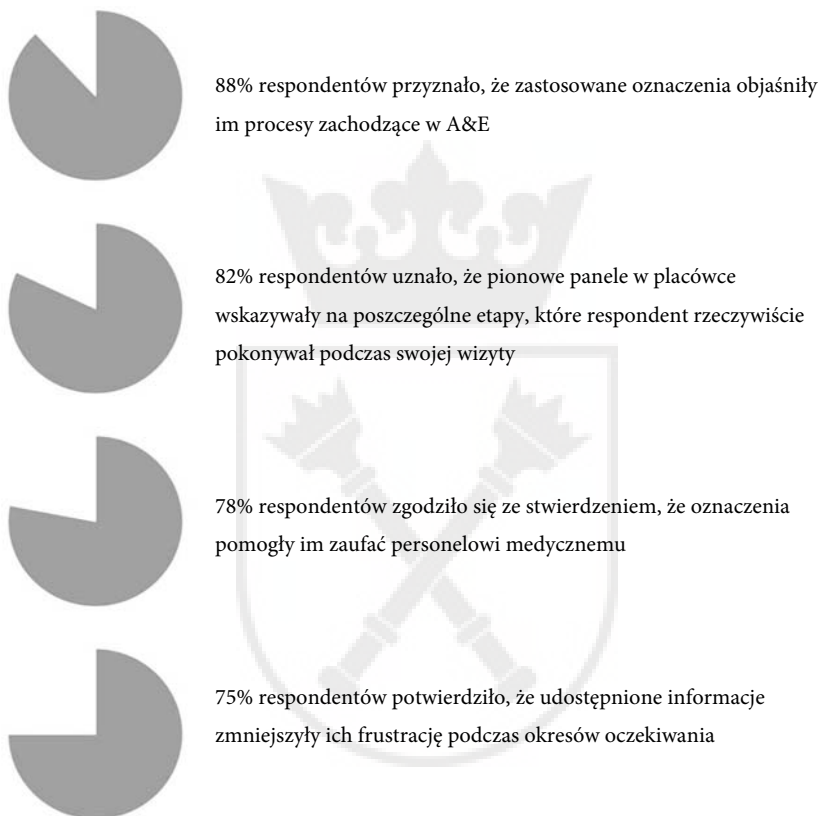 88% respondentów przyznało, że zastosowane oznaczenia objaśniły
im procesy zachodzące w A&E
82% respondentów uznało, że pionowe panele w placówce
wskazywały na poszczególne etapy, które respondent rzeczywiście
pokonywał podczas swojej wizyty
78% respondentów zgodziło się ze stwierdzeniem, że oznaczenia
pomogły im zaufać personelowi medycznemu
75% respondentów potwierdziło, że udostępnione informacje
zmniejszyły ich frustrację podczas okresów oczekiwania